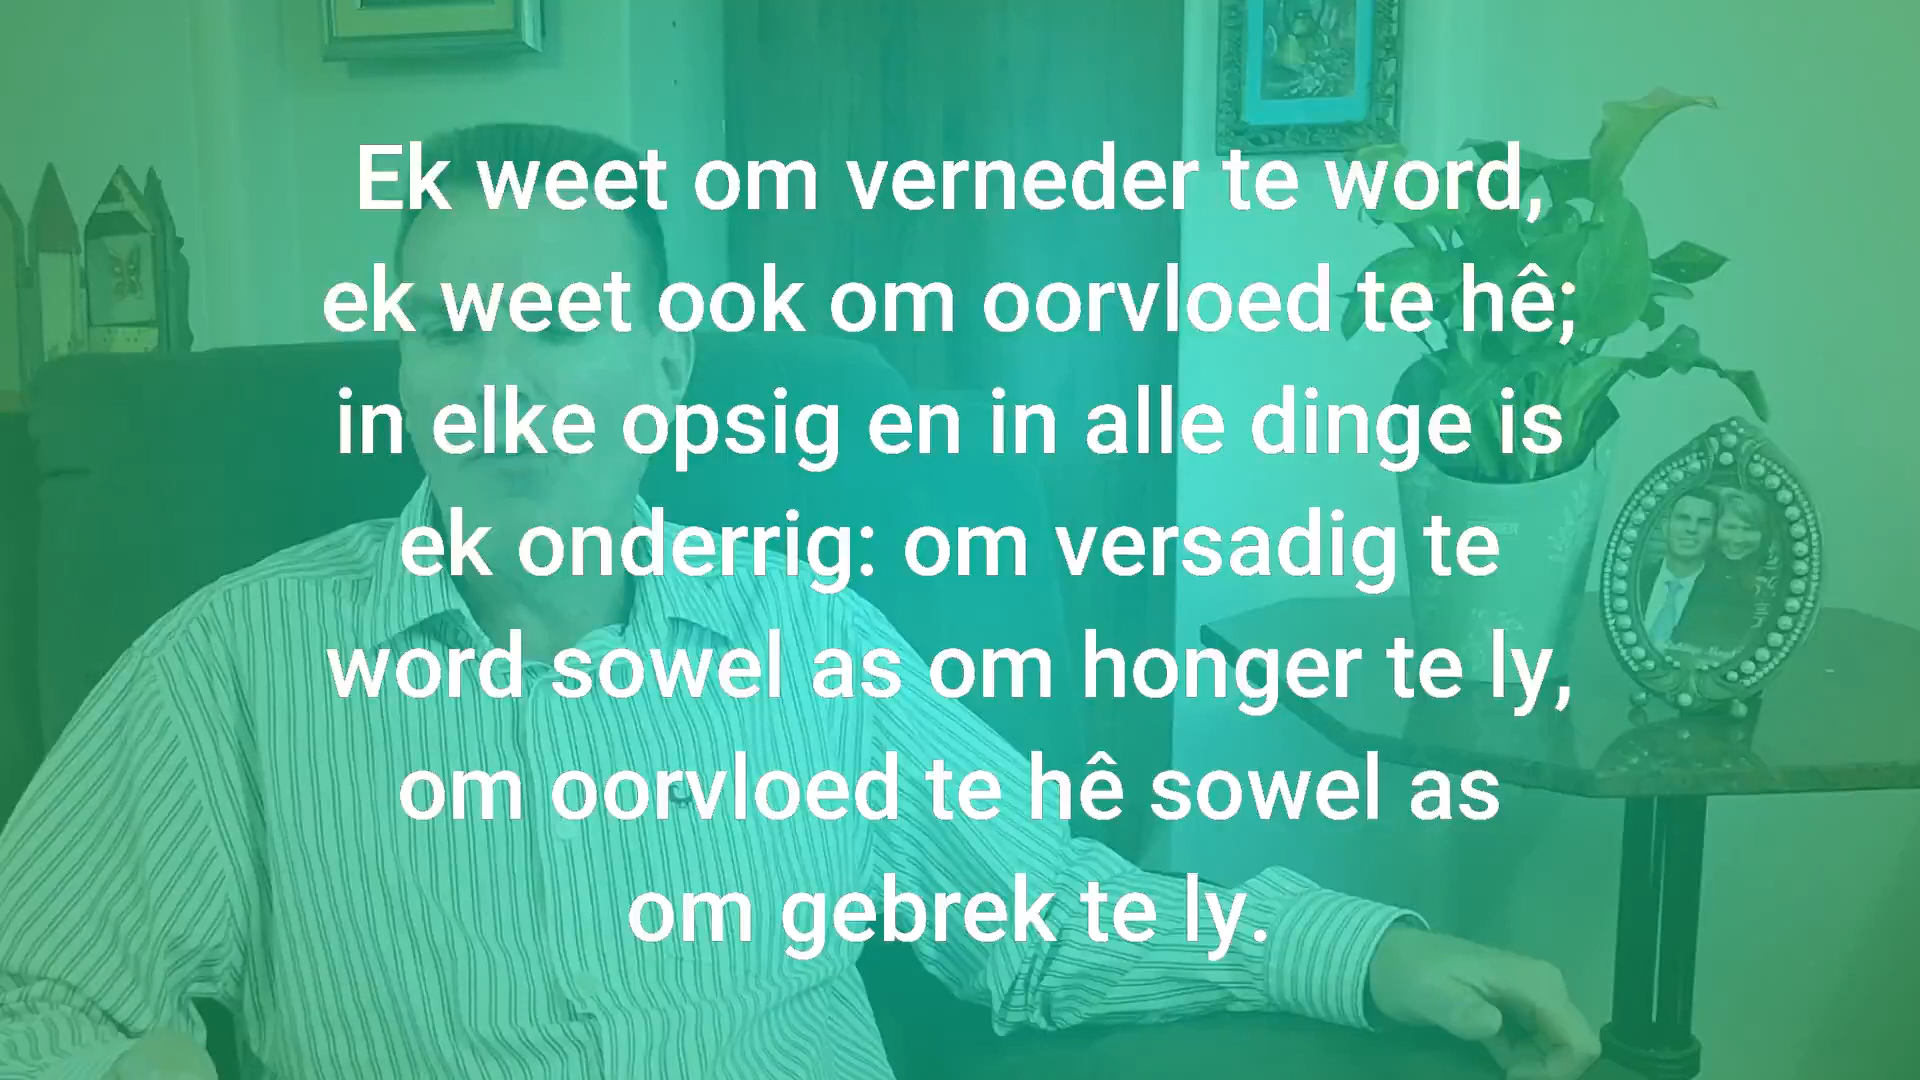 Ek weet om verneder te word,
ek weet ook om oorvloed te hê;
in elke opsig en in alle dinge is
ek onderrig: om versadig te
word sowel as om honger te ly,
om oorvloed te hê sowel as
om gebrek te ly.